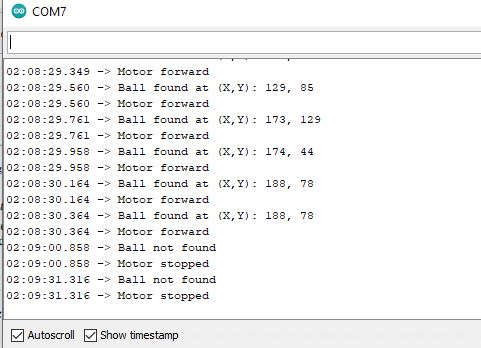 COM7
02:08:29.349 -> Motor forward
02:08:29.560 -> Ball found at (X,Y): 129, 85
02:08:29.560 -> Motor forward
02:08:29.761 -> Ball found at (X,Y): 173, 129
02:08:29.761 -> Motor forward
02:08:29.958 -> Ball found at (X,Y): 174, 44
02:08:29.958 -> Motor forward
02:08:30.164 -> Ball found at (X,Y): 188, 78
02:08:30.164 -> Motor forward
02:08:30.364 -> Ball found at (X,Y): 188, 78
02:08:30.364 -> Motor forward
02:09:00.858 -> Ball not found
02:09:00.858 -> Motor stopped
02:09:31.316 -> Ball not found
02:09:31.316 -> Motor stopped
Autoscroll Show timestamp